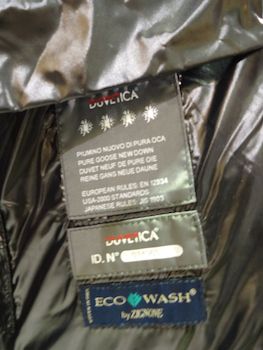 DUVETICA
PIUMINO NUOVO DI PURA OCA
PURE GOOSE NEW DOWN
DUVET NEUF DE PURE OIE
REINE GANS NEUE DAUNE
EUROPEAN RULES: EN 12934
USA-2000 STANDARDS
JAPANESE RULES: JIS 1903
DUVETICA
ID. N°
ECO WASH®
by ZIGNONE